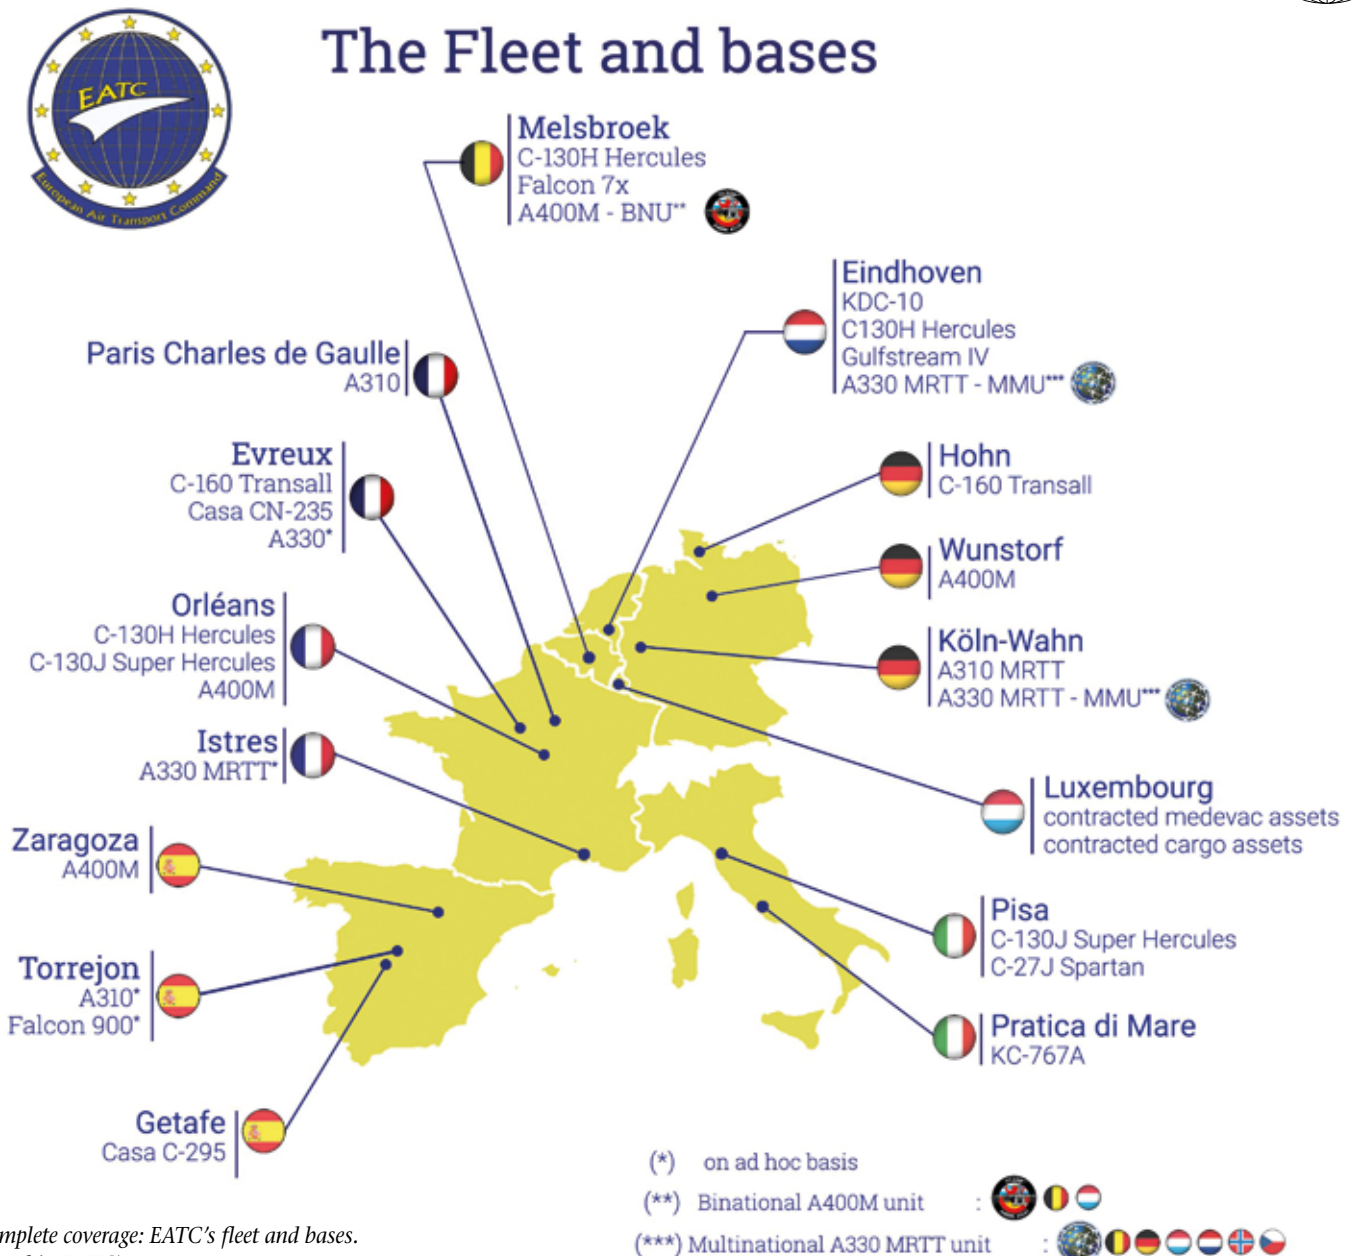 The Fleet and bases
EATC
European Air Transport Command
Melsbroek
C-130H Hercules
Falcon 7x
A400M - BNU**
Eindhoven
KDC-10
C130H Hercules
Gulfstream IV
A330 MRTT - MMU***
Paris Charles de Gaulle
A310
Evreux
C-160 Transall
Casa CN-235
A330*
Hohn
C-160 Transall
Wunstorf
A400M
Orléans
C-130H Hercules
C-130J Super Hercules
A400M
Köln-Wahn
A310 MRTT
A330 MRTT - MMU***
Istres
A330 MRTT*
Luxembourg
contracted medevac assets
contracted cargo assets
Zaragoza
A400M
Pisa
C-130J Super Hercules
C-27J Spartan
Torrejon
A310*
Falcon 900*
Pratica di Mare
KC-767A
Getafe
Casa C-295
(*) on ad hoc basis
(**) Binational A400M unit :
(***) Multinational A330 MRTT unit :
mplete coverage: EATC's fleet and bases.